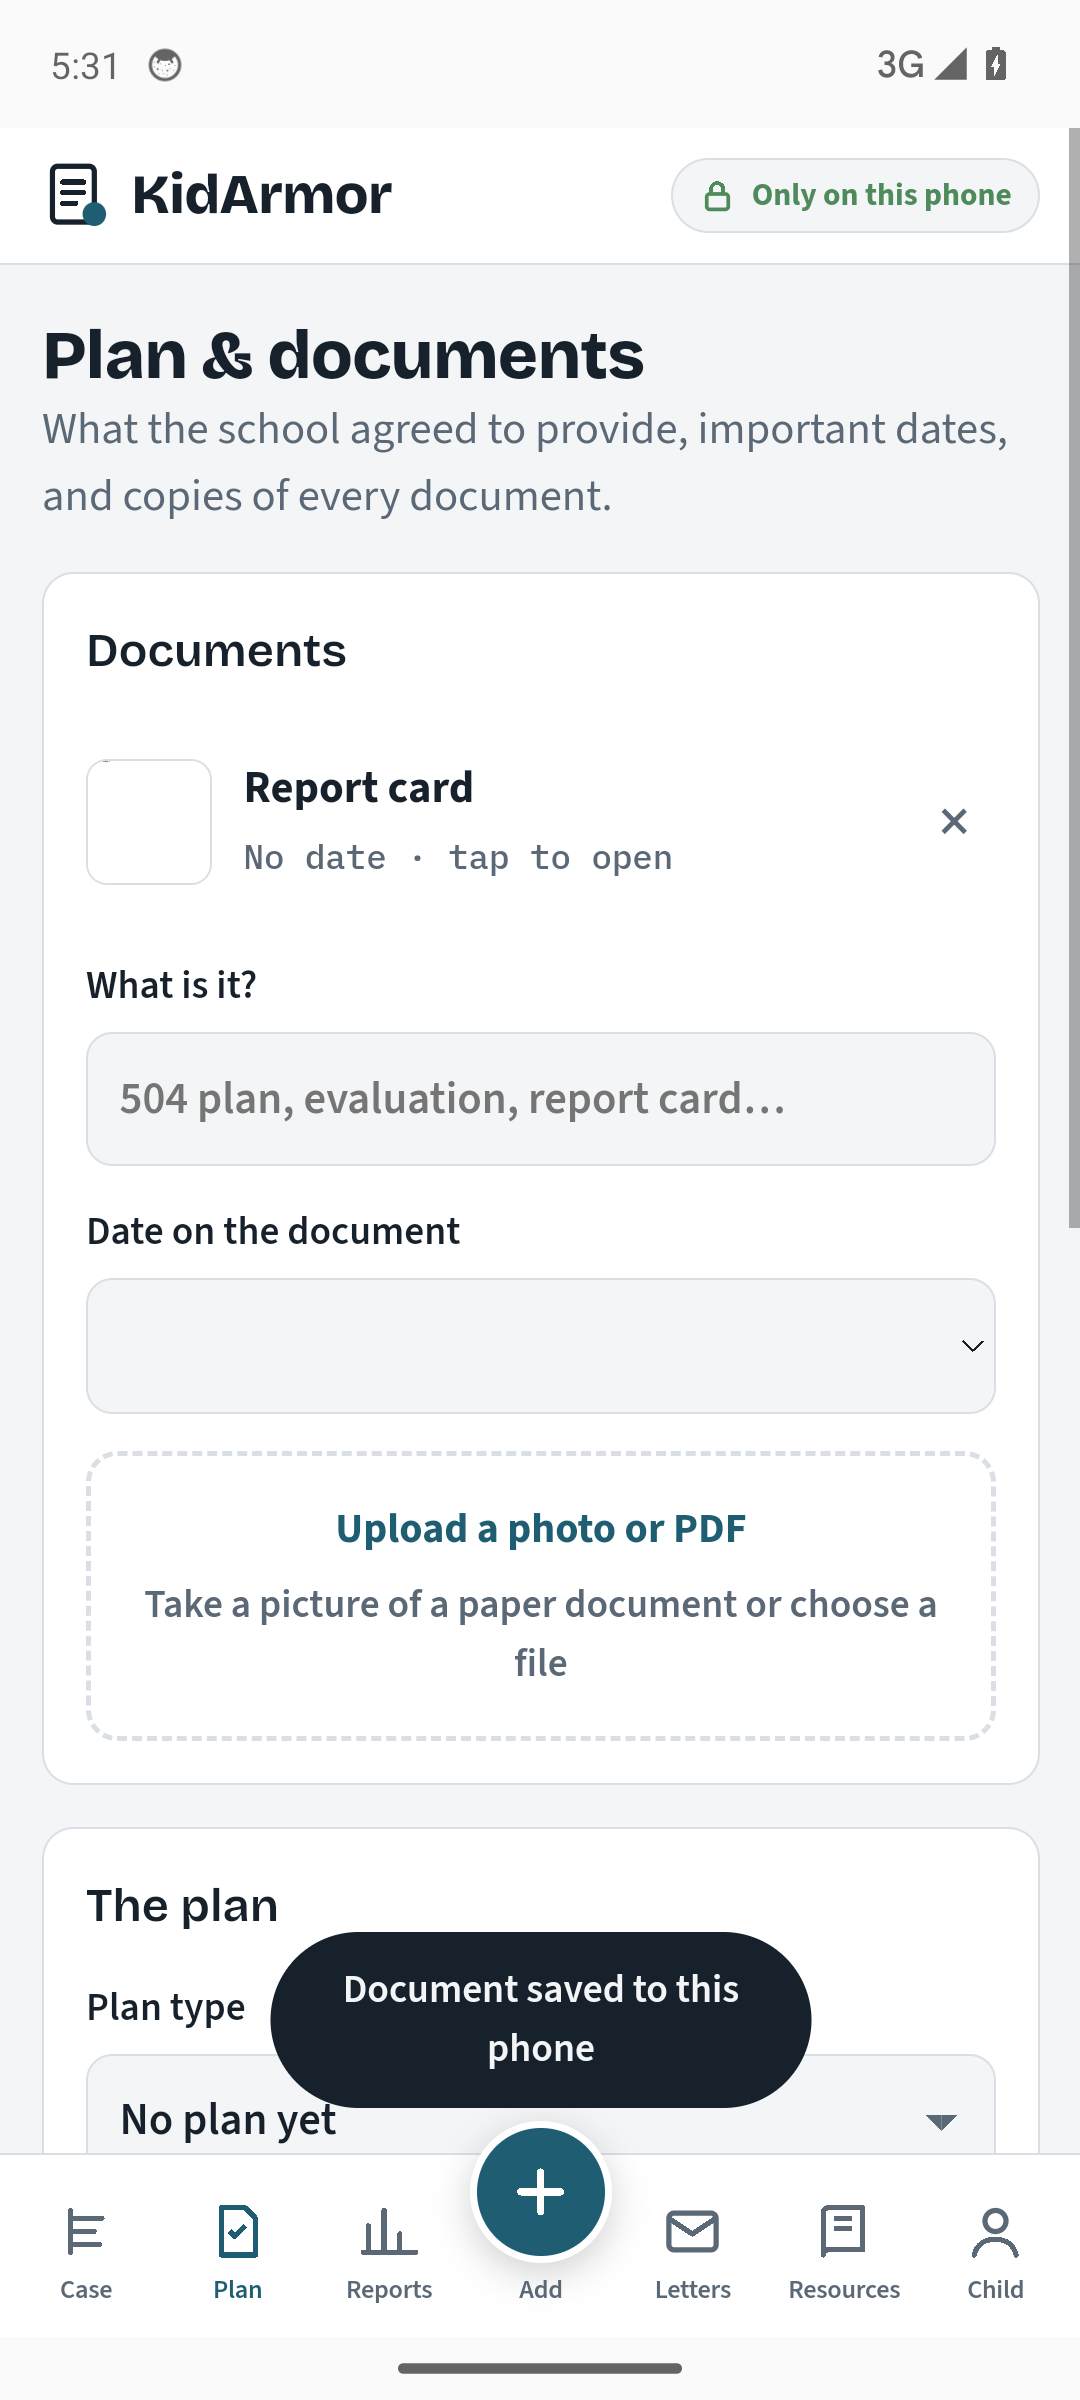 5:31
3G
KidArmor
Only on this phone
Plan & documents
What the school agreed to provide, important dates,
and copies of every document.
Documents
Report card
No date · tap to open
What is it?
504 plan, evaluation, report card...
Date on the document
Upload a photo or PDF
Take a picture of a paper document or choose a
file
The plan
Plan type
Document saved to this
phone
No plan yet
Case
Plan
Reports
Add
Letters
Resources
Child